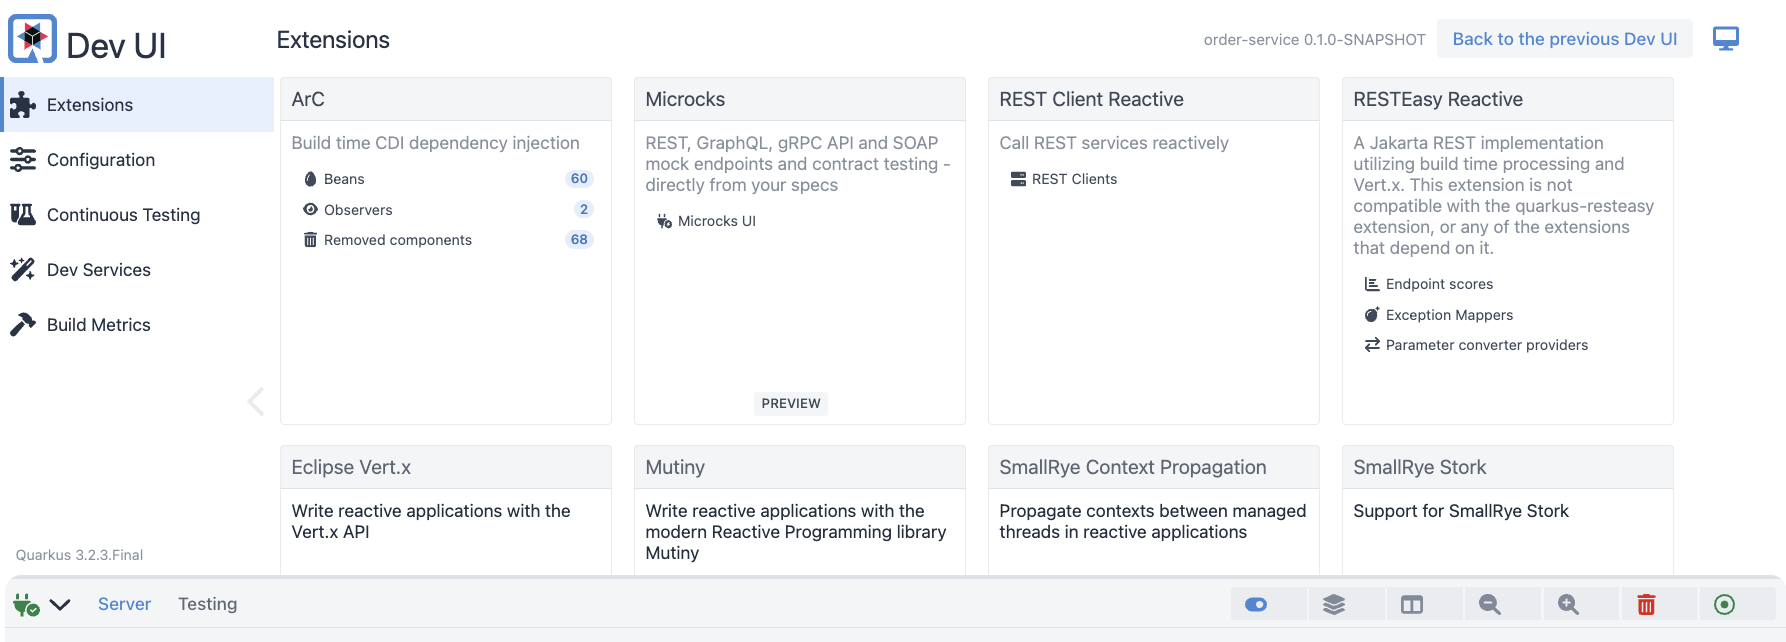 Dev UI
Extensions
order-service 0.1.0-SNAPSHOT
Back to the previous Dev UI
Extensions
Configuration
Continuous Testing
Dev Services
Build Metrics
Quarkus 3.2.3.Final
ArC
Build time CDI dependency injection
Beans 60
Observers 2
Removed components 68
Microcks
REST, GraphQL, gRPC API and SOAP
mock endpoints and contract testing -
directly from your specs
Microcks UI
PREVIEW
REST Client Reactive
Call REST services reactively
REST Clients
RESTEasy Reactive
A Jakarta REST implementation
utilizing build time processing and
Vert.x. This extension is not
compatible with the quarkus-resteasy
extension, or any of the extensions
that depend on it.
Endpoint scores
Exception Mappers
Parameter converter providers
Eclipse Vert.x
Write reactive applications with the
Vert.x API
Mutiny
Write reactive applications with the
modern Reactive Programming library
Mutiny
SmallRye Context Propagation
Propagate contexts between managed
threads in reactive applications
SmallRye Stork
Support for SmallRye Stork
Server
Testing